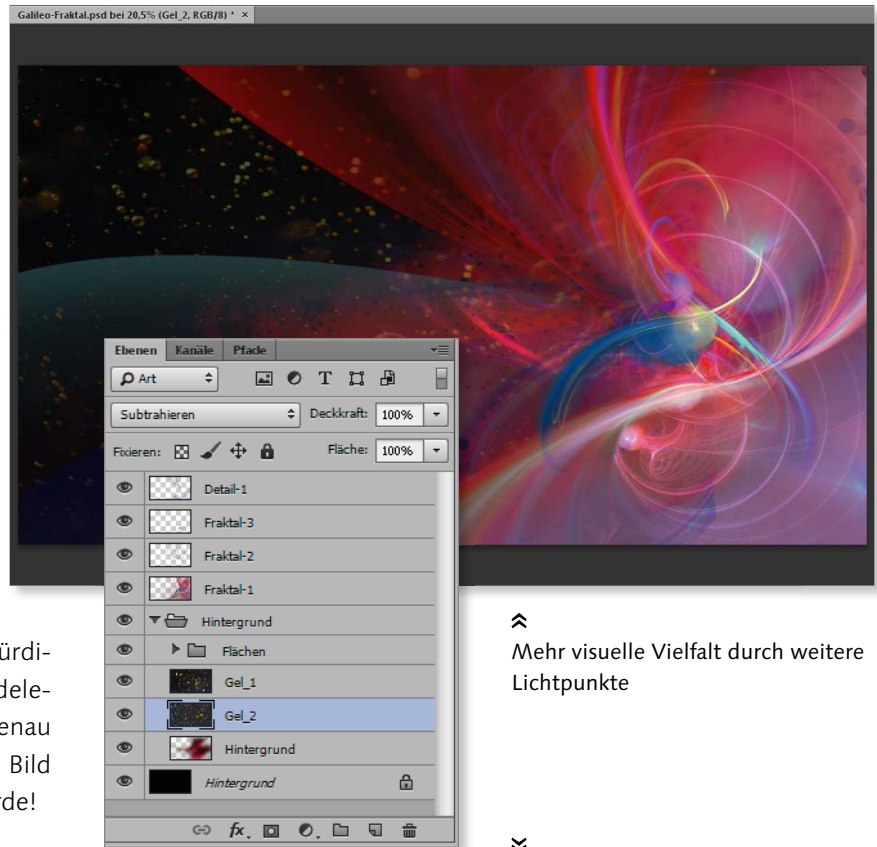 Galileo-Fraktal.psd bei 20,5% (Gel_2, RGB/8) * ×
Ebenen Kanäle Pfade
Art
Subtrahieren Deckkraft: 100%
Fixieren: Fläche: 100%
Detail-1
Fraktal-3
Fraktal-2
Fraktal-1
Hintergrund
Flächen
Gel_1
Gel_2
Hintergrund
Hintergrund
fx
Mehr visuelle Vielfalt durch weitere
Lichtpunkte
ürdi-
dele-
enau
Bild
rde!